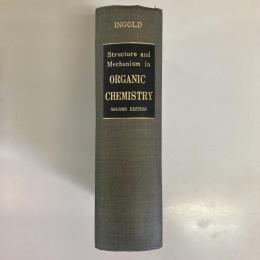 INGOLD
Structure and
Mechanism in
ORGANIC
CHEMISTRY
SECOND EDITION